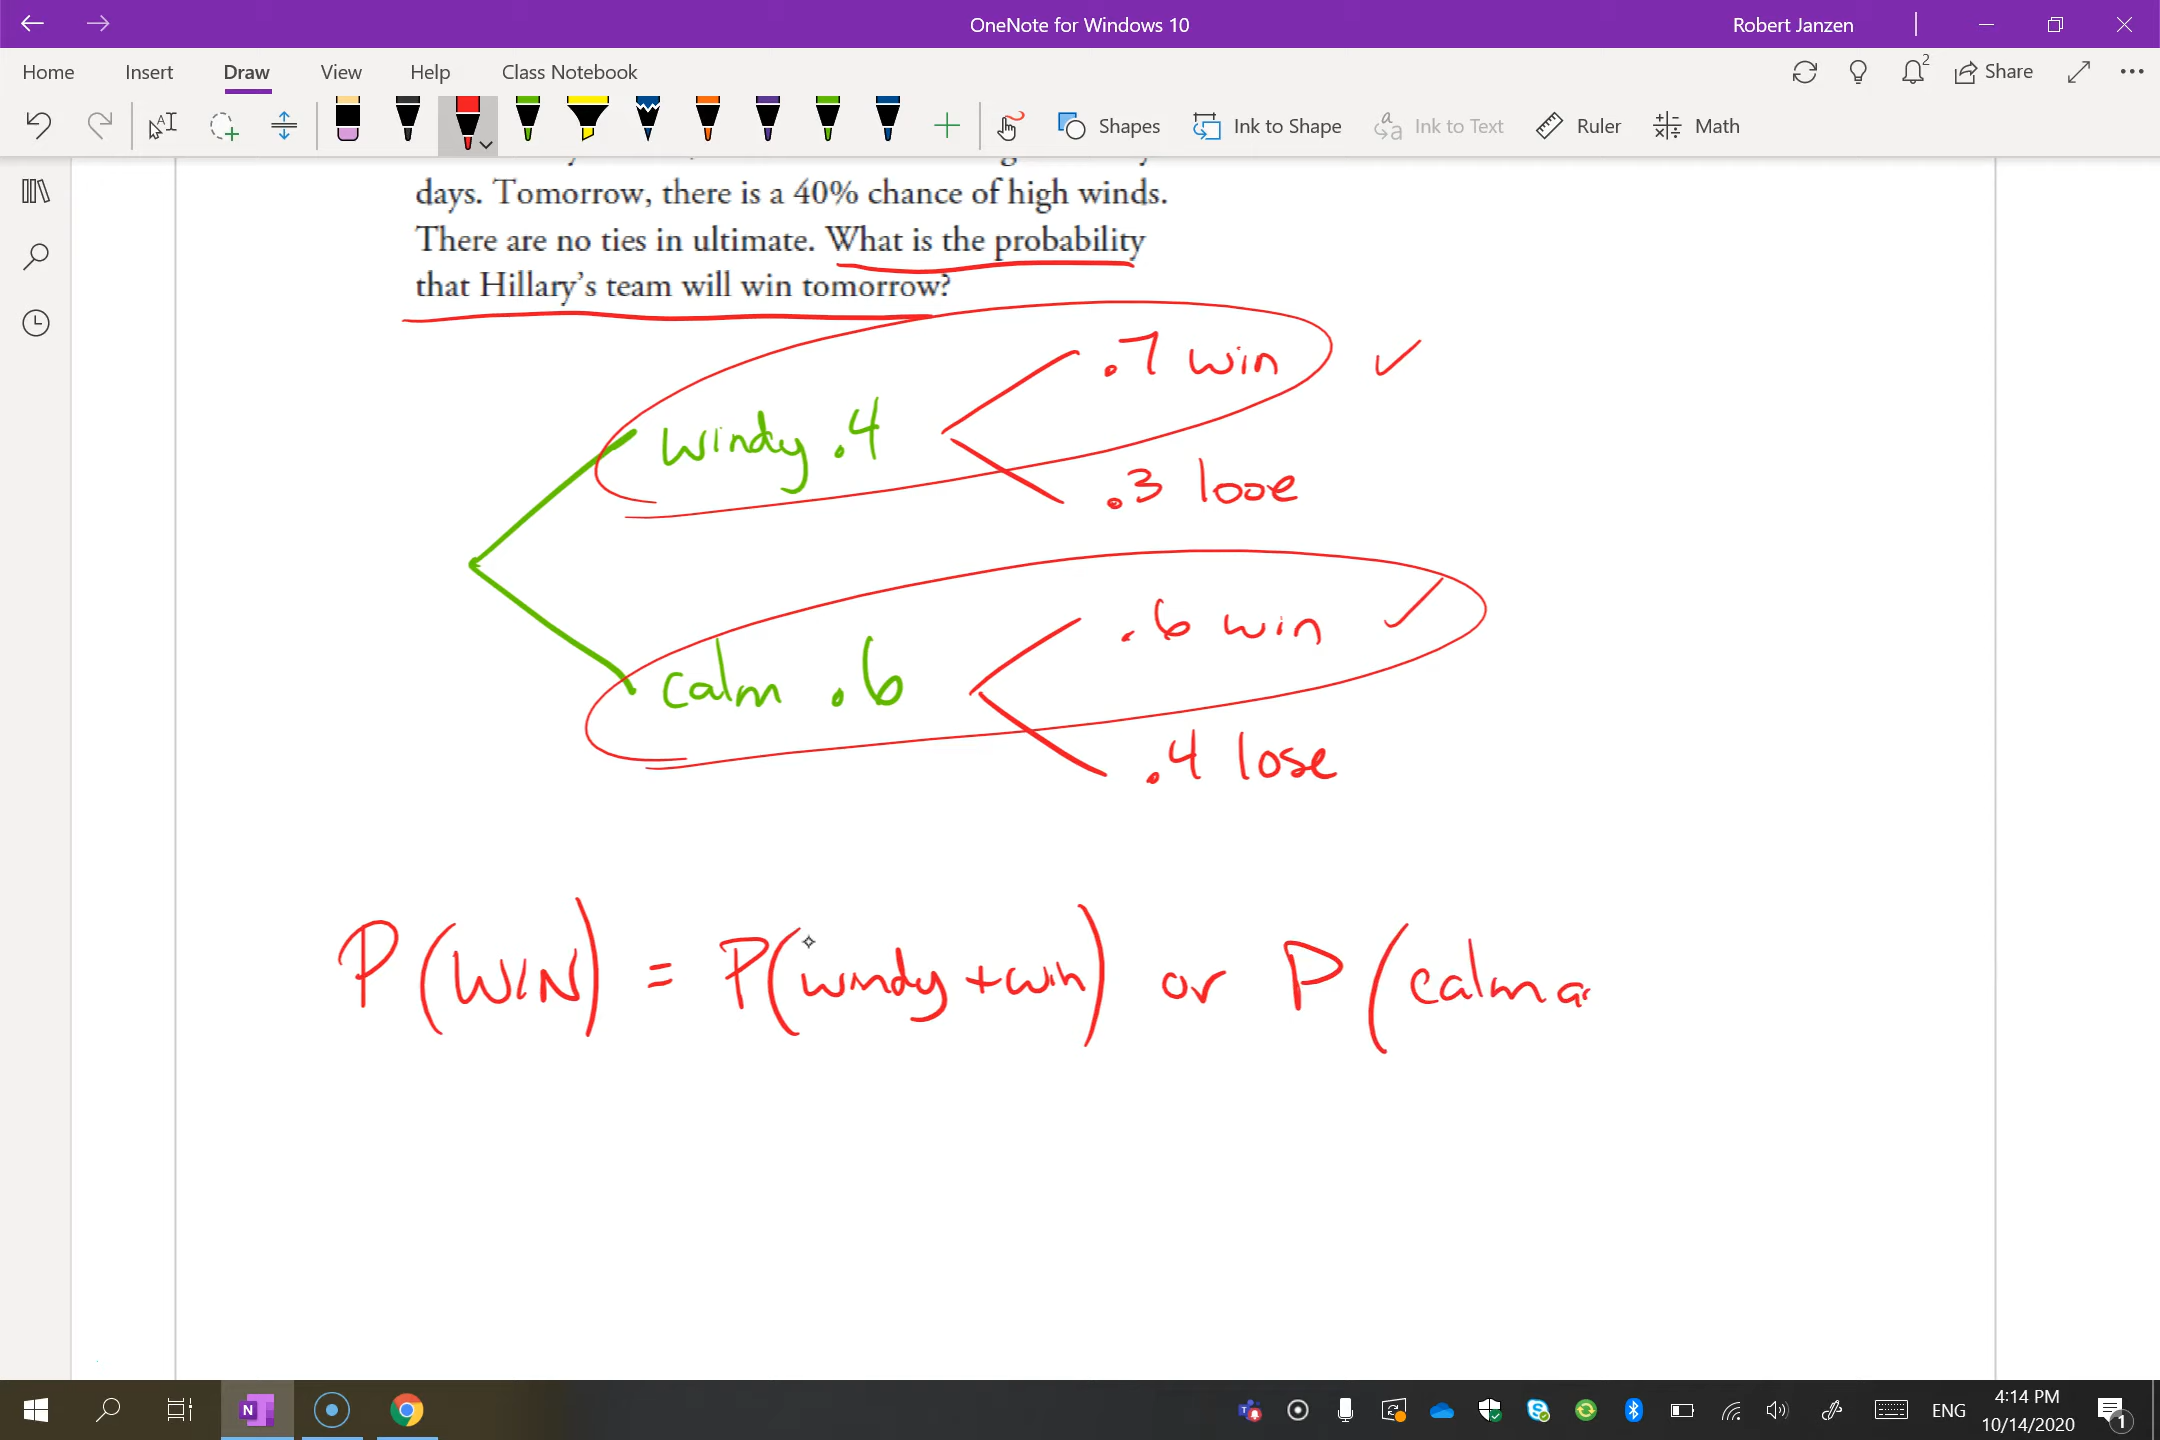 OneNote for Windows 10
Robert Janzen
Home Insert Draw View Help Class Notebook
2
Share
Shapes
Ink to Shape
Ink to Text
Ruler
Math
days. Tomorrow, there is a 40% chance of high winds.
There are no ties in ultimate. What is the probability
that Hillary's team will win tomorrow?
.7 win
windy .4
.3 lose
.6 win
calm .6
.4 lose
P(WIN) = P(windy + win) or P(calm a
N
4:14 PM
ENG
10/14/2020
1